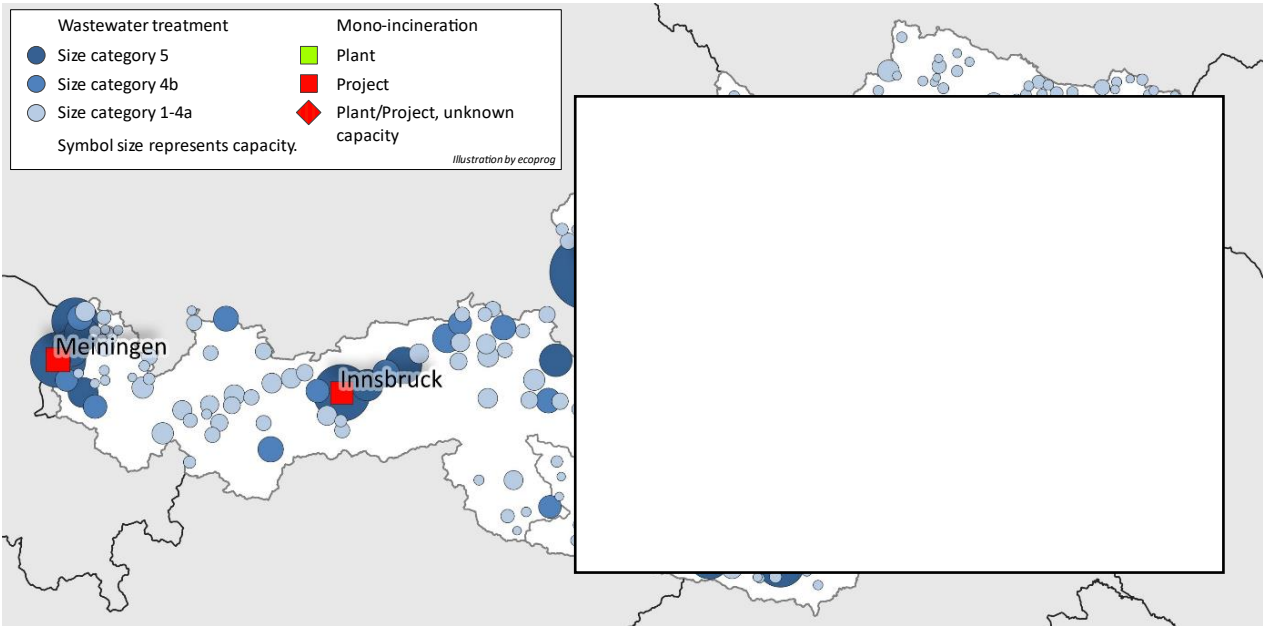 Wastewater treatment
Size category 5
Size category 4b
Size category 1-4a
Symbol size represents capacity.
Mono-incineration
Plant
Project
Plant/Project, unknown
capacity
Illustration by ecoprog
Meiningen
Innsbruck